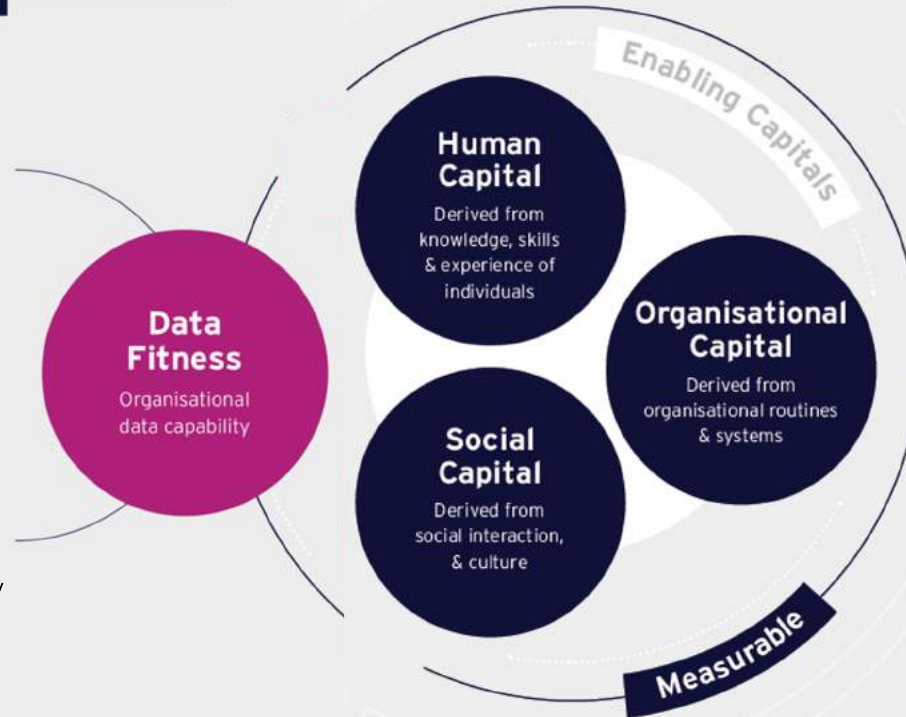 Enabling Capitals
Human
Capital
Derived from
knowledge, skills
& experience of
individuals
Data
Fitness
Organisational
data capability
Organisational
Capital
Derived from
organisational routines
& systems
Social
Capital
Derived from
social interaction,
& culture
Measurable